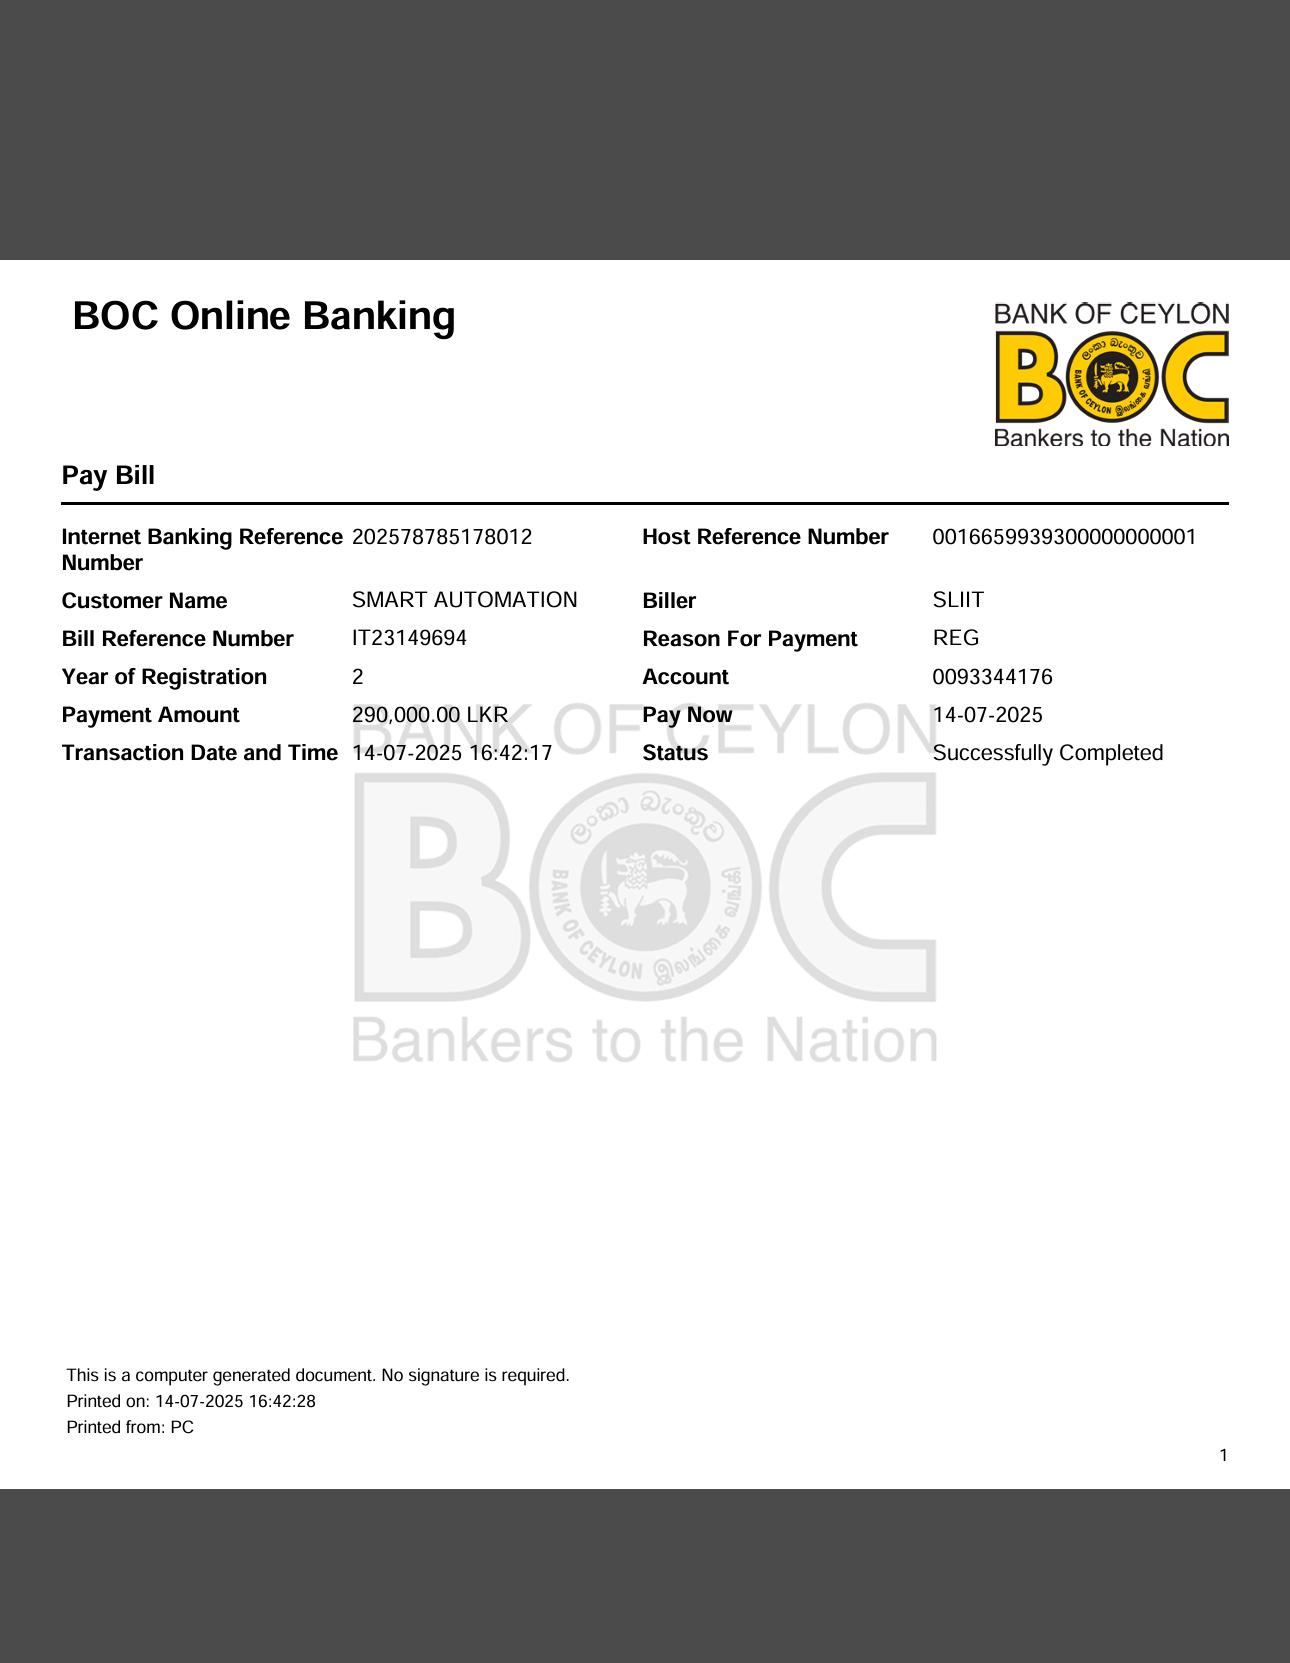 BOC Online Banking
BANK OF CEYLON
BOC
ලංකා බැංකුව
BANK OF CEYLON
இலங்கை வங்கி
Bankers to the Nation
Pay Bill
Internet Banking Reference Number 202578785178012 Host Reference Number 0016659939300000000001
Customer Name SMART AUTOMATION Biller SLIIT
Bill Reference Number IT23149694 Reason For Payment REG
Year of Registration 2 Account 0093344176
Payment Amount 290,000.00 LKR Pay Now 14-07-2025
Transaction Date and Time 14-07-2025 16:42:17 Status Successfully Completed
BANK OF CEYLON
BOC
ලංකා බැංකුව
BANK OF CEYLON
இலங்கை வங்கி
Bankers to the Nation
This is a computer generated document. No signature is required.
Printed on: 14-07-2025 16:42:28
Printed from: PC
1